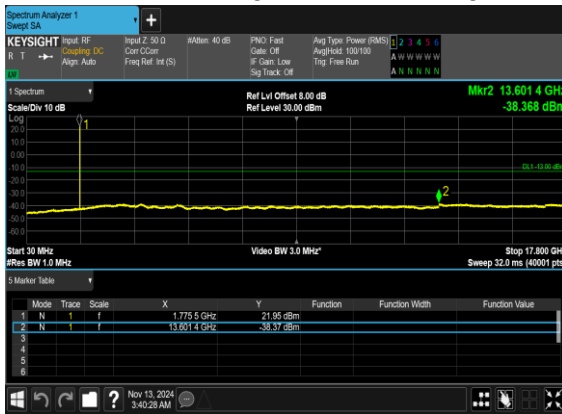 Spectrum Analyzer 1
Swept SA
KEYSIGHT
R T
Input: RF
Coupling: DC
Align: Auto
Input Z: 50 Ω
Corr CCorr
Freq Ref: Int (S)
#Atten: 40 dB
PNO: Fast
Gate: Off
IF Gain: Low
Sig Track: Off
Avg Type: Power (RMS)
Avg|Hold: 100/100
Trig: Free Run
1 2 3 4 5 6
A W W W W W
A N N N N N
1 Spectrum
Scale/Div 10 dB
Ref Lvl Offset 8.00 dB
Ref Level 30.00 dBm
Mkr2 13.601 4 GHz
-38.368 dBm
Log
20.0
10.0
0.00
-10.0
-20.0
-30.0
-40.0
-50.0
-60.0
1
DL1 -13.00 dBm
2
Start 30 MHz
#Res BW 1.0 MHz
Video BW 3.0 MHz*
Stop 17.800 GHz
Sweep 32.0 ms (40001 pts)
5 Marker Table
Mode Trace Scale X Y Function Function Width Function Value
1 N 1 f 1.775 5 GHz 21.95 dBm
2 N 1 f 13.601 4 GHz -38.37 dBm
3
4
5
6
Nov 13, 2024
3:40:28 AM